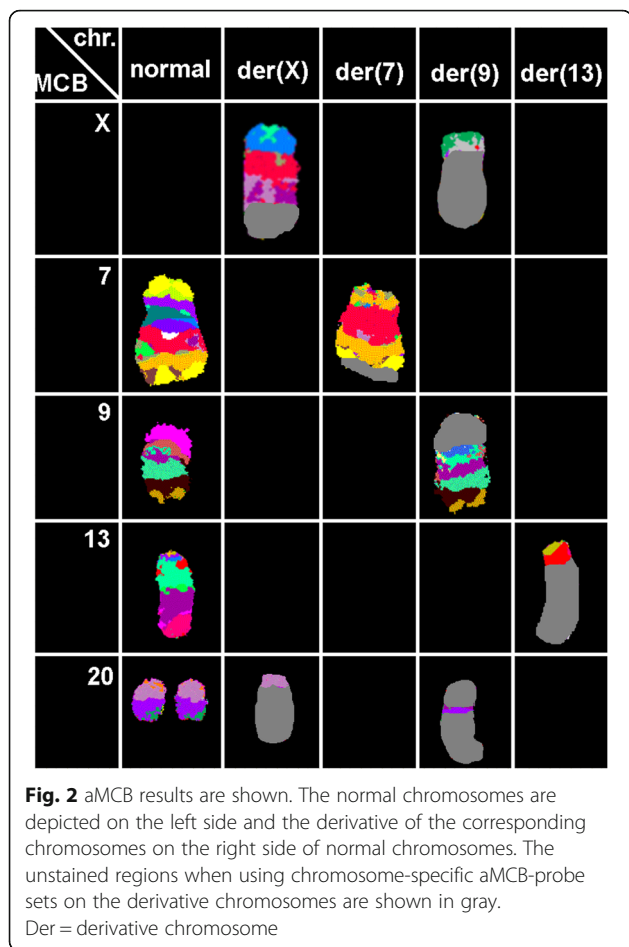 chr.
MCB
normal
der(X)
der(7)
der(9)
der(13)
X
7
9
13
20
Fig. 2 aMCB results are shown. The normal chromosomes are
depicted on the left side and the derivative of the corresponding
chromosomes on the right side of normal chromosomes. The
unstained regions when using chromosome-specific aMCB-probe
sets on the derivative chromosomes are shown in gray.
Der = derivative chromosome